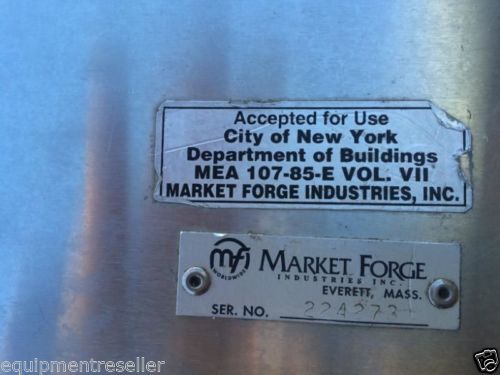 Accepted for Use
City of New York
Department of Buildings
MEA 107-85-E VOL. VII
MARKET FORGE INDUSTRIES, INC.
mfi
WORLDWIDE
MARKET FORGE
INDUSTRIES INC.
EVERETT, MASS.
SER. NO. 224273
equipmentreseller